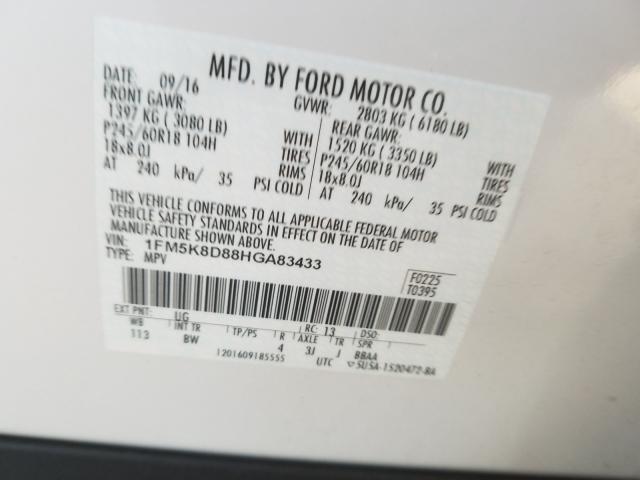 MFD. BY FORD MOTOR CO.
DATE: 09/16 GVWR: 2803 KG ( 6180 LB)
FRONT GAWR: REAR GAWR:
1397 KG ( 3080 LB) WITH 1520 KG ( 3350 LB) WITH
P245/60R18 104H TIRES P245/60R18 104H TIRES
18x8.0J RIMS 18x8.0J RIMS
AT 240 kPa/ 35 PSI COLD AT 240 kPa/ 35 PSI COLD
THIS VEHICLE CONFORMS TO ALL APPLICABLE FEDERAL MOTOR
VEHICLE SAFETY STANDARDS IN EFFECT ON THE DATE OF
MANUFACTURE SHOWN ABOVE.
VIN: 1FM5K8D88HGA83433
TYPE: MPV
F0225
T0395
EXT PNT: UG RC: 13 DSO:
WB INT TR TP/PS R AXLE TR SPR
113 BW 4 3J J BBAA
1201609185555 UTC SUSA-1520472-BA